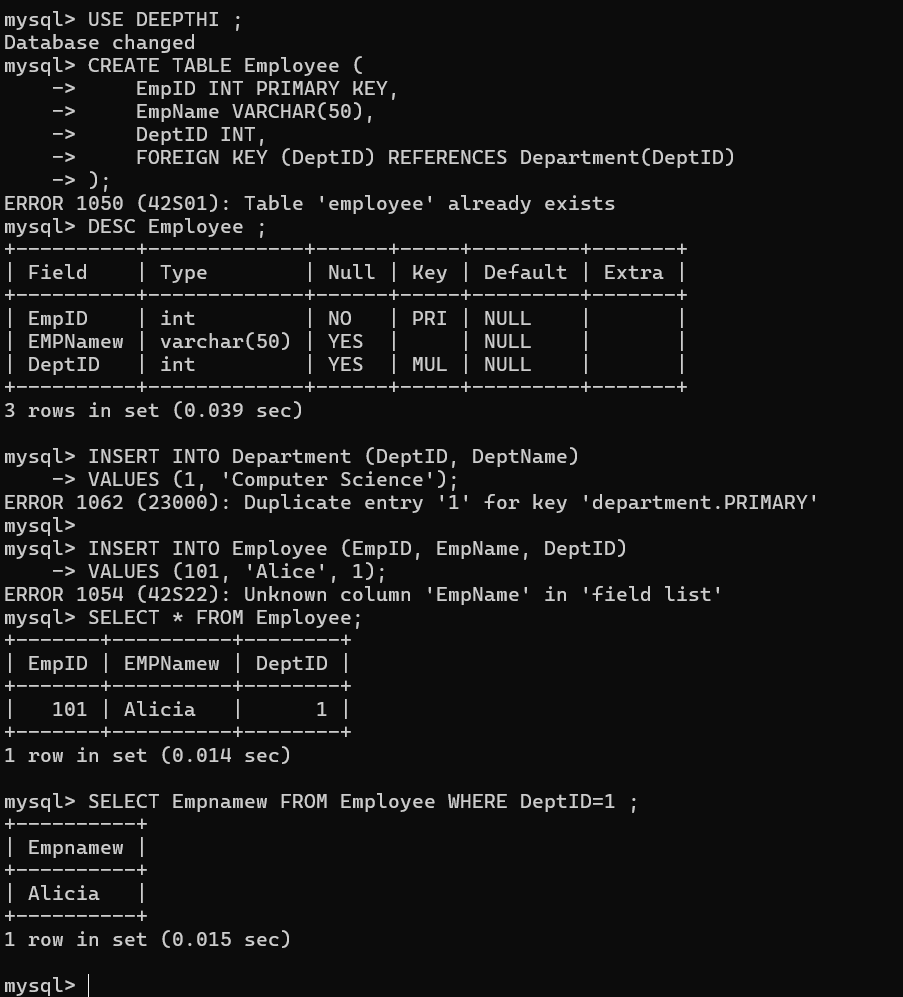 mysql> USE DEEPTHI ;
Database changed
mysql> CREATE TABLE Employee (
    ->     EmpID INT PRIMARY KEY,
    ->     EmpName VARCHAR(50),
    ->     DeptID INT,
    ->     FOREIGN KEY (DeptID) REFERENCES Department(DeptID)
    -> );
ERROR 1050 (42S01): Table 'employee' already exists
mysql> DESC Employee ;
+----------+-------------+------+-----+---------+-------+
| Field    | Type        | Null | Key | Default | Extra |
+----------+-------------+------+-----+---------+-------+
| EmpID    | int         | NO   | PRI | NULL    |       |
| EMPNamew | varchar(50) | YES  |     | NULL    |       |
| DeptID   | int         | YES  | MUL | NULL    |       |
+----------+-------------+------+-----+---------+-------+
3 rows in set (0.039 sec)

mysql> INSERT INTO Department (DeptID, DeptName)
    -> VALUES (1, 'Computer Science');
ERROR 1062 (23000): Duplicate entry '1' for key 'department.PRIMARY'
mysql>
mysql> INSERT INTO Employee (EmpID, EmpName, DeptID)
    -> VALUES (101, 'Alice', 1);
ERROR 1054 (42S22): Unknown column 'EmpName' in 'field list'
mysql> SELECT * FROM Employee;
+-------+----------+--------+
| EmpID | EMPNamew | DeptID |
+-------+----------+--------+
|   101 | Alicia   |      1 |
+-------+----------+--------+
1 row in set (0.014 sec)

mysql> SELECT Empnamew FROM Employee WHERE DeptID=1 ;
+----------+
| Empnamew |
+----------+
| Alicia   |
+----------+
1 row in set (0.015 sec)

mysql>